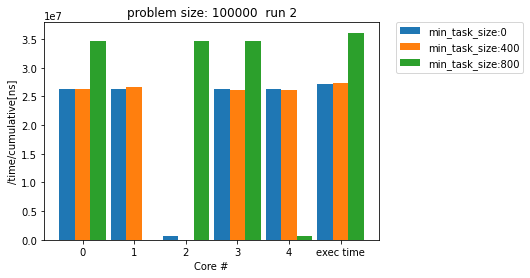 problem size: 100000  run 2
1e7
min_task_size:0
min_task_size:400
min_task_size:800
/time/cumulative[ns]
3.5
3.0
2.5
2.0
1.5
1.0
0.5
0.0
0 1 2 3 4 exec time
Core #